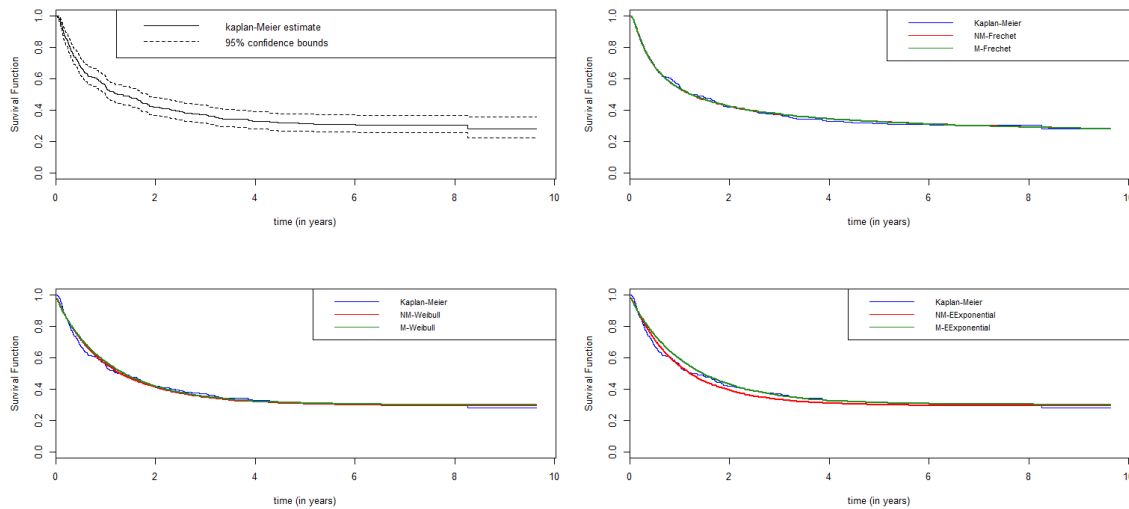 kaplan-Meier estimate
95% confidence bounds
Survival Function
0.0 0.2 0.4 0.6 0.8 1.0
0 2 4 6 8 10
time (in years)
Kaplan-Meier
NM-Frechet
M-Frechet
Survival Function
0.0 0.2 0.4 0.6 0.8 1.0
0 2 4 6 8 10
time (in years)
Kaplan-Meier
NM-Weibull
M-Weibull
Survival Function
0.0 0.2 0.4 0.6 0.8 1.0
0 2 4 6 8 10
time (in years)
Kaplan-Meier
NM-EExponential
M-EExponential
Survival Function
0.0 0.2 0.4 0.6 0.8 1.0
0 2 4 6 8 10
time (in years)